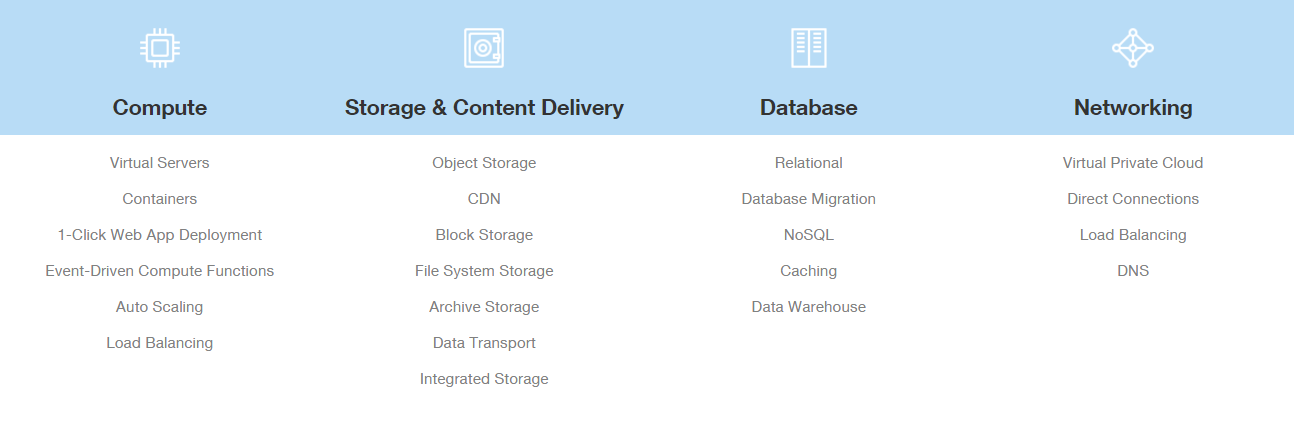 Compute
Virtual Servers
Containers
1-Click Web App Deployment
Event-Driven Compute Functions
Auto Scaling
Load Balancing
Storage & Content Delivery
Object Storage
CDN
Block Storage
File System Storage
Archive Storage
Data Transport
Integrated Storage
Database
Relational
Database Migration
NoSQL
Caching
Data Warehouse
Networking
Virtual Private Cloud
Direct Connections
Load Balancing
DNS